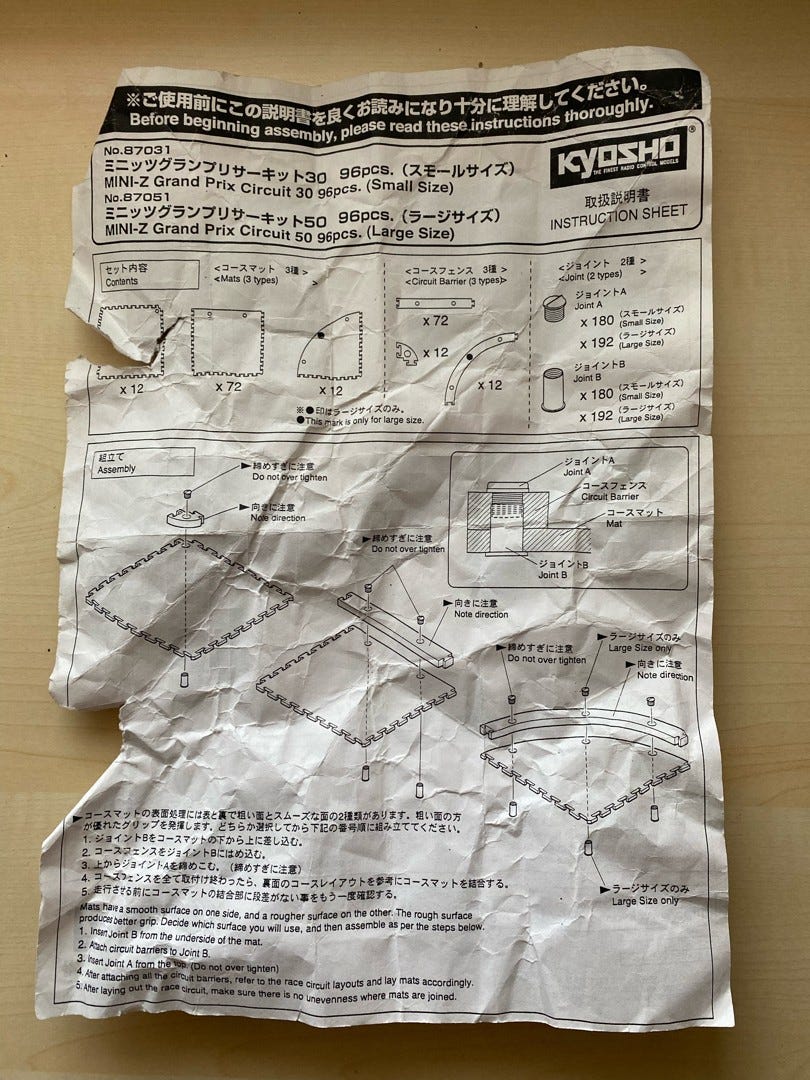 ※ご使用前にこの説明書を良くお読みになり十分に理解してください。
Before beginning assembly, please read these instructions thoroughly.
No.87031
ミニッツグランプリサーキット30 96pcs.（スモールサイズ）
MINI-Z Grand Prix Circuit 30 96pcs. (Small Size)
No.87051
ミニッツグランプリサーキット50 96pcs.（ラージサイズ）
MINI-Z Grand Prix Circuit 50 96pcs. (Large Size)
KYOSHO®
THE FINEST RADIO CONTROL MODELS
取扱説明書
INSTRUCTION SHEET
セット内容
Contents
<コースマット 3種>
<Mats (3 types)>
x 12
x 72
x 12
※●印はラージサイズのみ。
●This mark is only for large size.
<コースフェンス 3種>
<Circuit Barrier (3 types)>
x 72
x 12
x 12
<ジョイント 2種>
<Joint (2 types)>
ジョイントA
Joint A
x 180 (スモールサイズ)
(Small Size)
x 192 (ラージサイズ)
(Large Size)
ジョイントB
Joint B
x 180 (スモールサイズ)
(Small Size)
x 192 (ラージサイズ)
(Large Size)
組立て
Assembly
▶締めすぎに注意
Do not over tighten
▶向きに注意
Note direction
ジョイントA
Joint A
コースフェンス
Circuit Barrier
コースマット
Mat
ジョイントB
Joint B
▶締めすぎに注意
Do not over tighten
▶向きに注意
Note direction
▶締めすぎに注意
Do not over tighten
▶ラージサイズのみ
Large Size only
▶向きに注意
Note direction
▶ラージサイズのみ
Large Size only
▶コースマットの表面処理には表と裏で粗い面とスムーズな面の2種類があります。粗い面の方
が優れたグリップを発揮します。どちらか選択してから下記の番号順に組み立ててください。
1. ジョイントBをコースマットの下から上に差し込む。
2. コースフェンスをジョイントBにはめ込む。
3. 上からジョイントAを締めこむ。(締めすぎに注意)
4. コースフェンスを全て取付け終わったら、裏面のコースレイアウトを参考にコースマットを結合する。
5. 走行させる前にコースマットの結合部に段差がない事をもう一度確認する。
Mats have a smooth surface on one side, and a rougher surface on the other. The rough surface
produces better grip. Decide which surface you will use, and then assemble as per the steps below.
1. Insert Joint B from the underside of the mat.
2. Attach circuit barriers to Joint B.
3. Insert Joint A from the top. (Do not over tighten)
4. After attaching all the circuit barriers, refer to the race circuit layouts and lay mats accordingly.
5. After laying out the race circuit, make sure there is no unevenness where mats are joined.